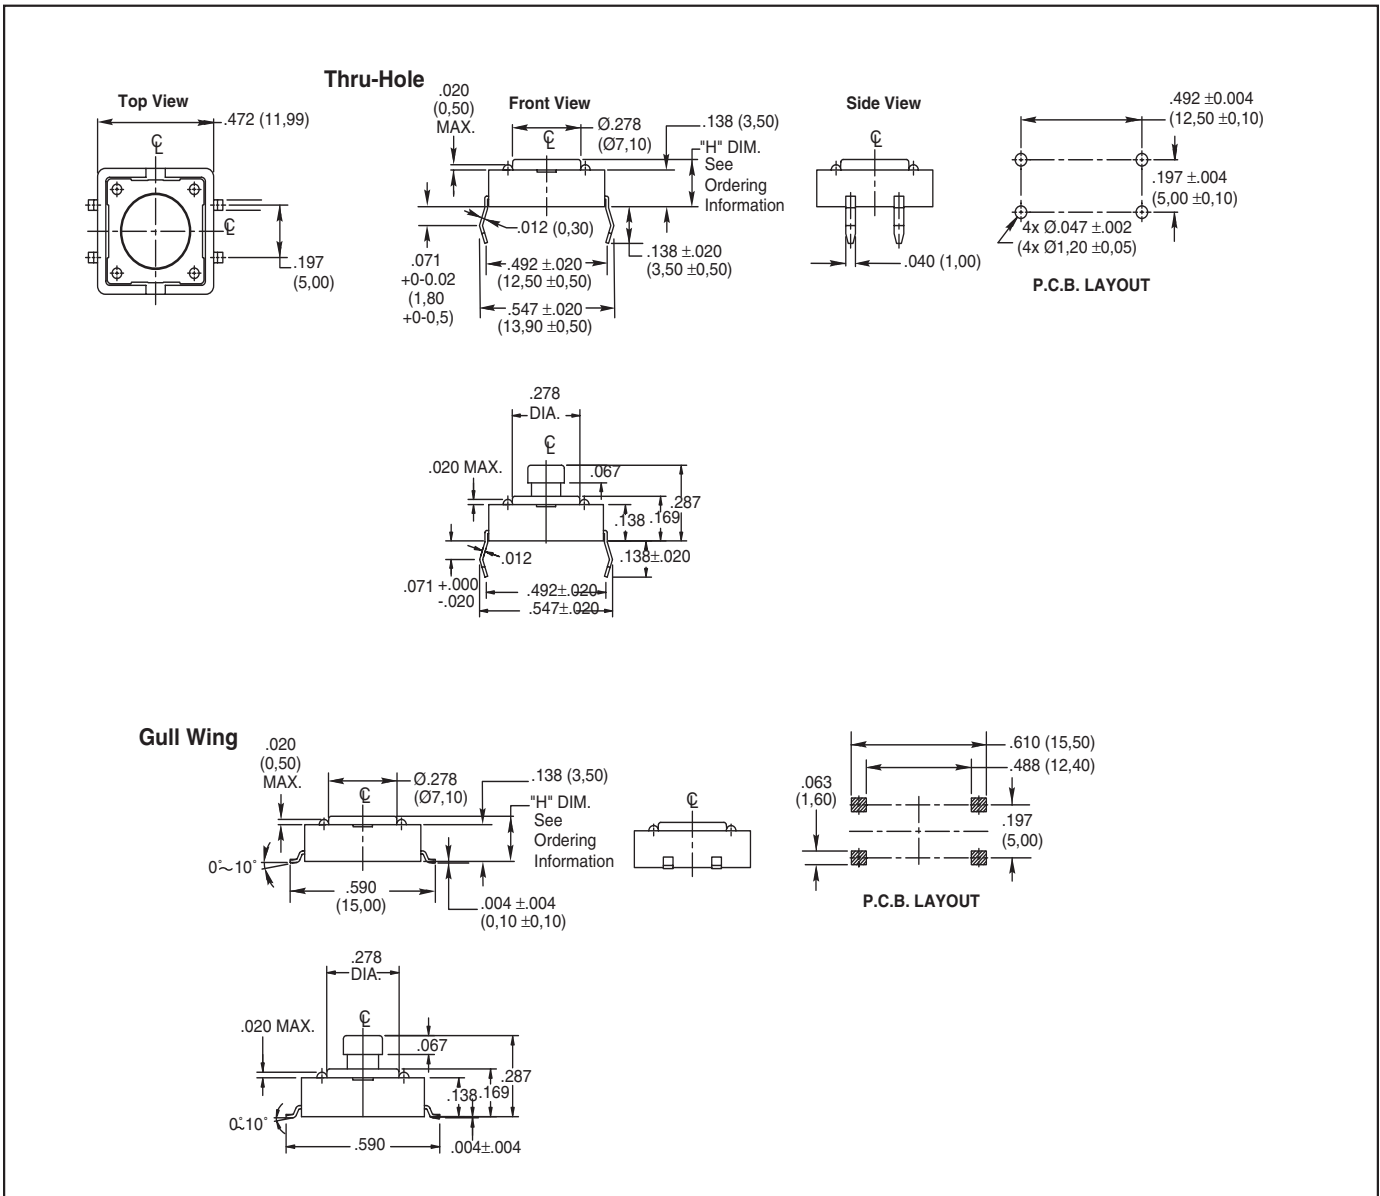 Thru-Hole
Top View
.472 (11,99)
℄
℄
.197
(5,00)
.020
(0,50)
MAX.
Front View
Ø.278
(Ø7,10)
℄
.138 (3,50)
"H" DIM.
See
Ordering
Information
.012 (0,30)
.071
+0-0.02
(1,80
+0-0,5)
.492 ±.020
(12,50 ±0,50)
.138 ±.020
(3,50 ±0,50)
.547 ±.020
(13,90 ±0,50)
Side View
℄
.040 (1,00)
.492 ±0.004
(12,50 ±0,10)
.197 ±.004
(5,00 ±0,10)
4x Ø.047 ±.002
(4x Ø1,20 ±0,05)
P.C.B. LAYOUT
.278
DIA.
℄
.020 MAX.
.067
.287
.138
.169
.012
.138±.020
.071 +.000
-.020
.492±.020
.547±.020
Gull Wing
.020
(0,50)
MAX.
Ø.278
(Ø7,10)
℄
.138 (3,50)
"H" DIM.
See
Ordering
Information
0~10°
.590
(15,00)
.004 ±.004
(0,10 ±0,10)
℄
.610 (15,50)
.488 (12,40)
.063
(1,60)
.197
(5,00)
P.C.B. LAYOUT
.278
DIA.
℄
.020 MAX.
.067
.287
.138
.169
0~10°
.590
.004±.004